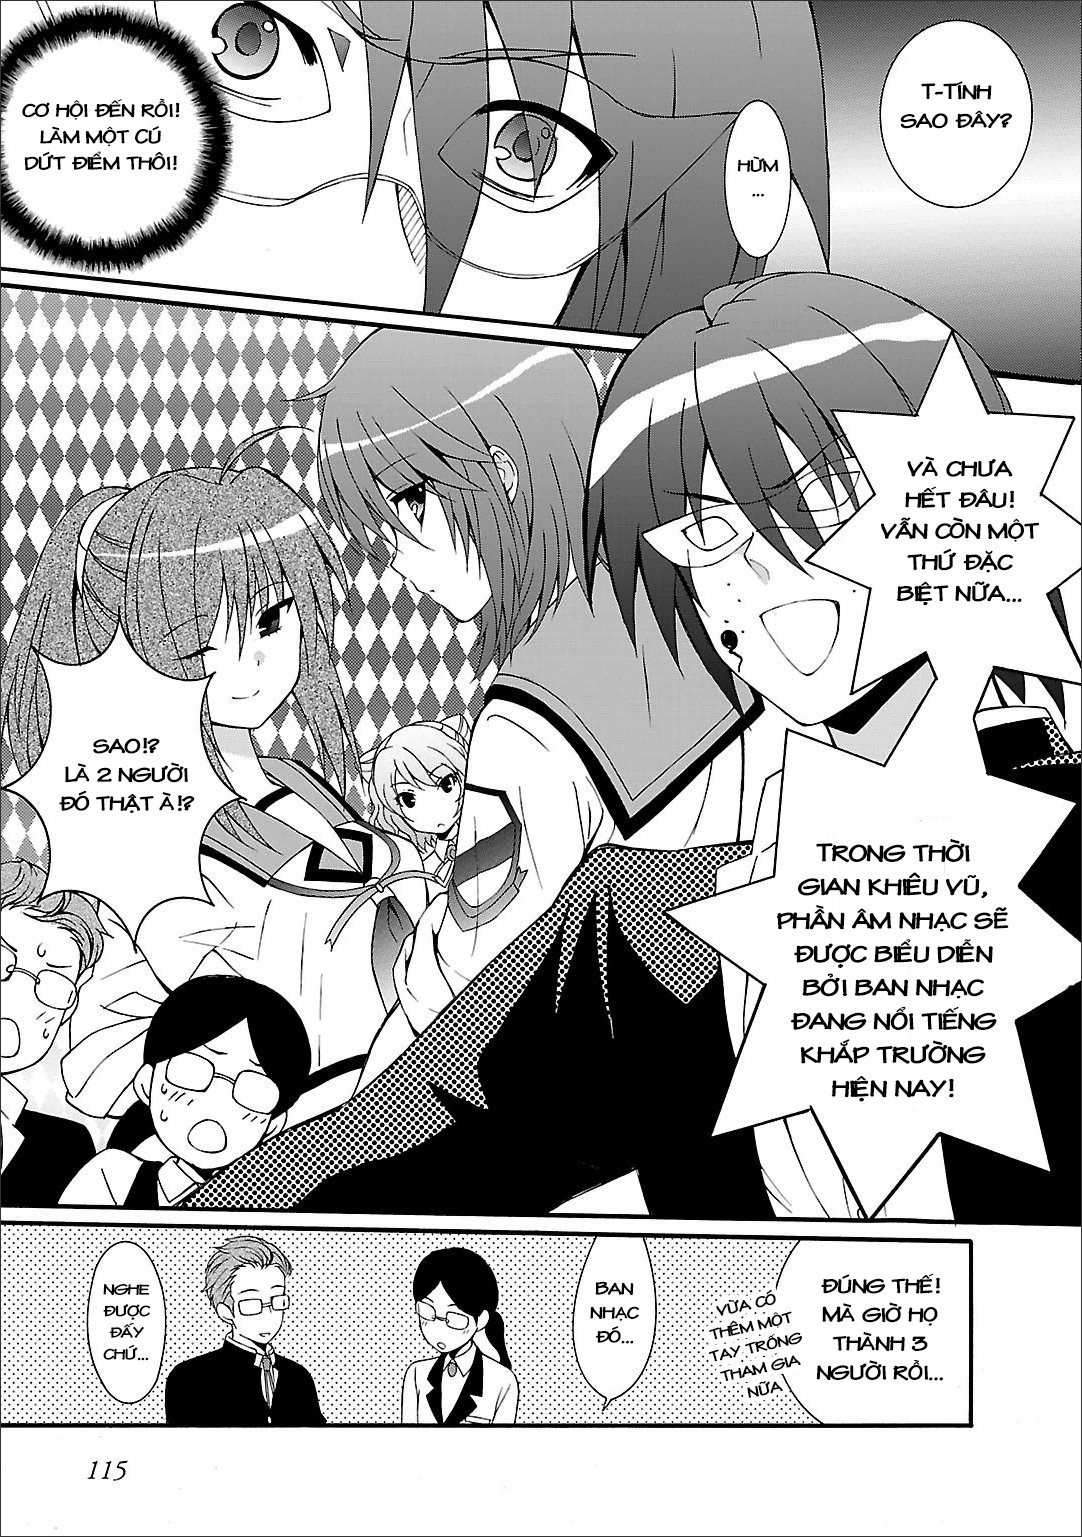 T-TÍNH
SAO ĐÂY?
HỪM
...
CƠ HỘI ĐẾN RỒI!
LÀM MỘT CÚ
DỨT ĐIỂM THÔI!
VÀ CHƯA
HẾT ĐÂU!
VẪN CÒN MỘT
THỨ ĐẶC
BIỆT NỮA...
TRONG THỜI
GIAN KHIÊU VŨ,
PHẦN ÂM NHẠC SẼ
ĐƯỢC BIỂU DIỄN
BỞI BAN NHẠC
ĐANG NỔI TIẾNG
KHẮP TRƯỜNG
HIỆN NAY!
SAO!?
LÀ 2 NGƯỜI
ĐÓ THẬT À!?
ĐÚNG THẾ!
MÀ GIỜ HỌ
THÀNH 3
NGƯỜI RỒI...
VỪA CÓ
THÊM MỘT
TAY TRỐNG
THAM GIA
NỮA
BAN
NHẠC
ĐÓ...
NGHE
ĐƯỢC
ĐẤY
CHỨ...
115